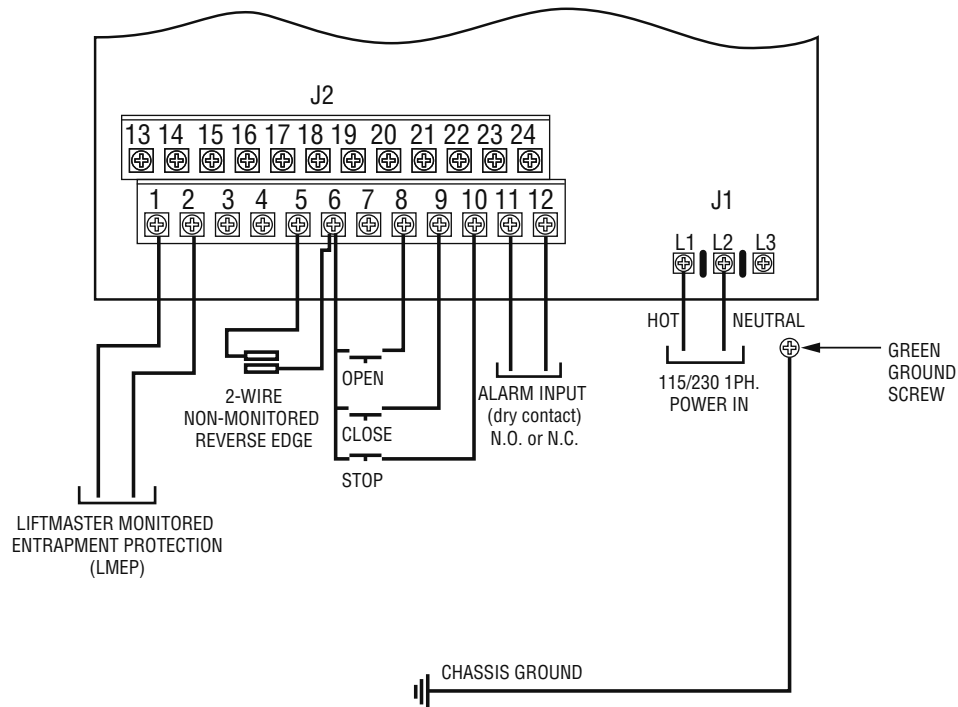 J2
13 14 15 16 17 18 19 20 21 22 23 24
1 2 3 4 5 6 7 8 9 10 11 12
J1
L1 L2 L3
HOT NEUTRAL
115/230 1PH.
POWER IN
GREEN
GROUND
SCREW
2-WIRE
NON-MONITORED
REVERSE EDGE
OPEN
CLOSE
STOP
ALARM INPUT
(dry contact)
N.O. or N.C.
LIFTMASTER MONITORED
ENTRAPMENT PROTECTION
(LMEP)
CHASSIS GROUND